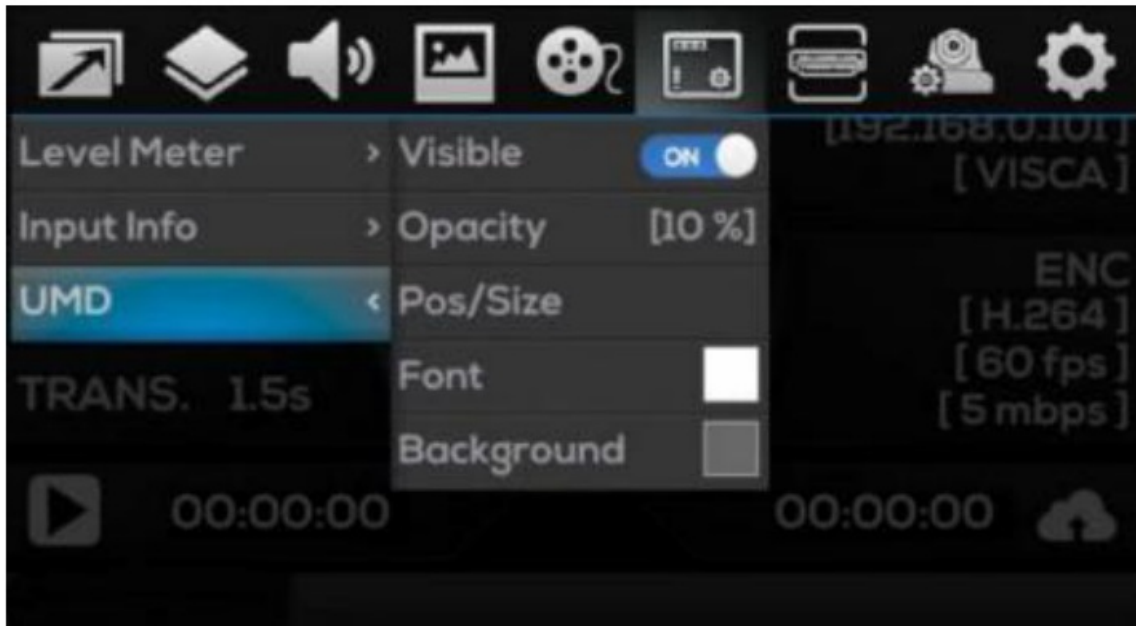 [192.168.0.101]
Level Meter > Visible ON
[VISCA]
Input Info > Opacity [10 %]
UMD < Pos/Size
ENC
[H.264]
Font
[60 fps]
TRANS. 1.5s
[5 mbps]
Background
00:00:00 00:00:00